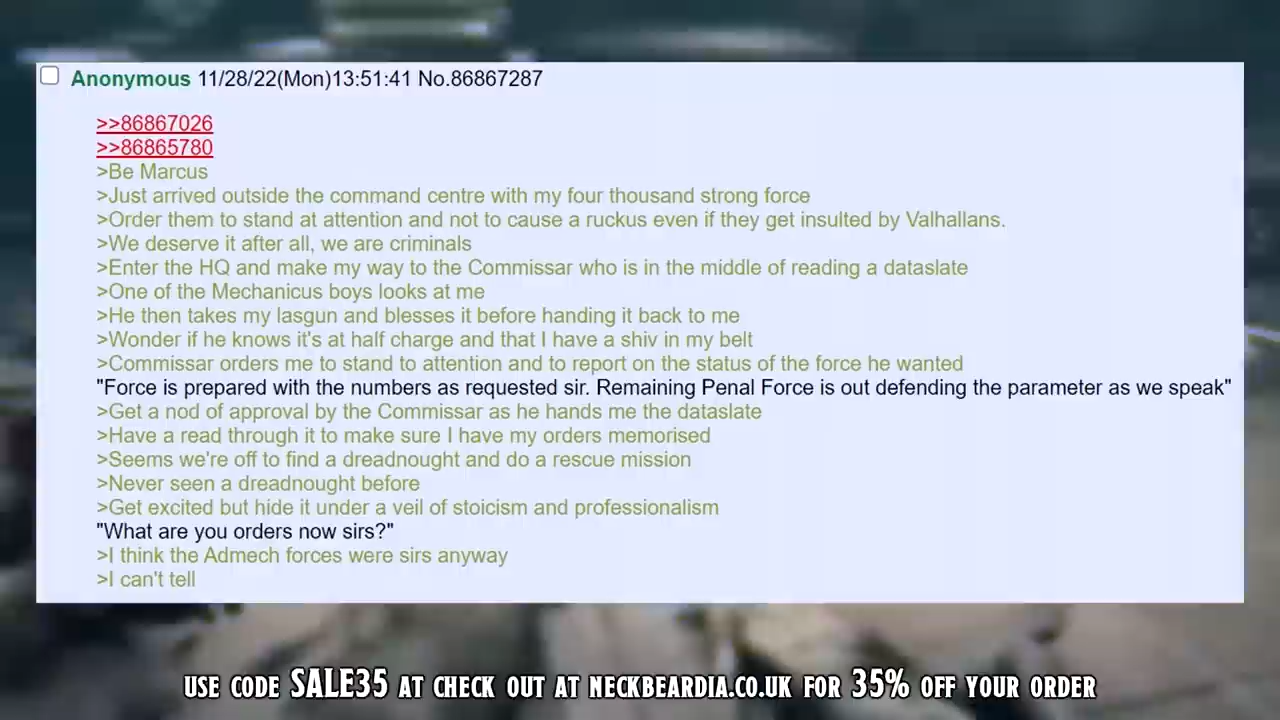 Anonymous 11/28/22(Mon)13:51:41 No.86867287
>>86867026
>>86865780
>Be Marcus
>Just arrived outside the command centre with my four thousand strong force
>Order them to stand at attention and not to cause a ruckus even if they get insulted by Valhallans.
>We deserve it after all, we are criminals
>Enter the HQ and make my way to the Commissar who is in the middle of reading a dataslate
>One of the Mechanicus boys looks at me
>He then takes my lasgun and blesses it before handing it back to me
>Wonder if he knows it's at half charge and that I have a shiv in my belt
>Commissar orders me to stand to attention and to report on the status of the force he wanted
"Force is prepared with the numbers as requested sir. Remaining Penal Force is out defending the parameter as we speak"
>Get a nod of approval by the Commissar as he hands me the dataslate
>Have a read through it to make sure I have my orders memorised
>Seems we're off to find a dreadnought and do a rescue mission
>Never seen a dreadnought before
>Get excited but hide it under a veil of stoicism and professionalism
"What are you orders now sirs?"
>I think the Admech forces were sirs anyway
>I can't tell
USE CODE SALE35 AT CHECK OUT AT NECKBEARDIA.CO.UK FOR 35% OFF YOUR ORDER